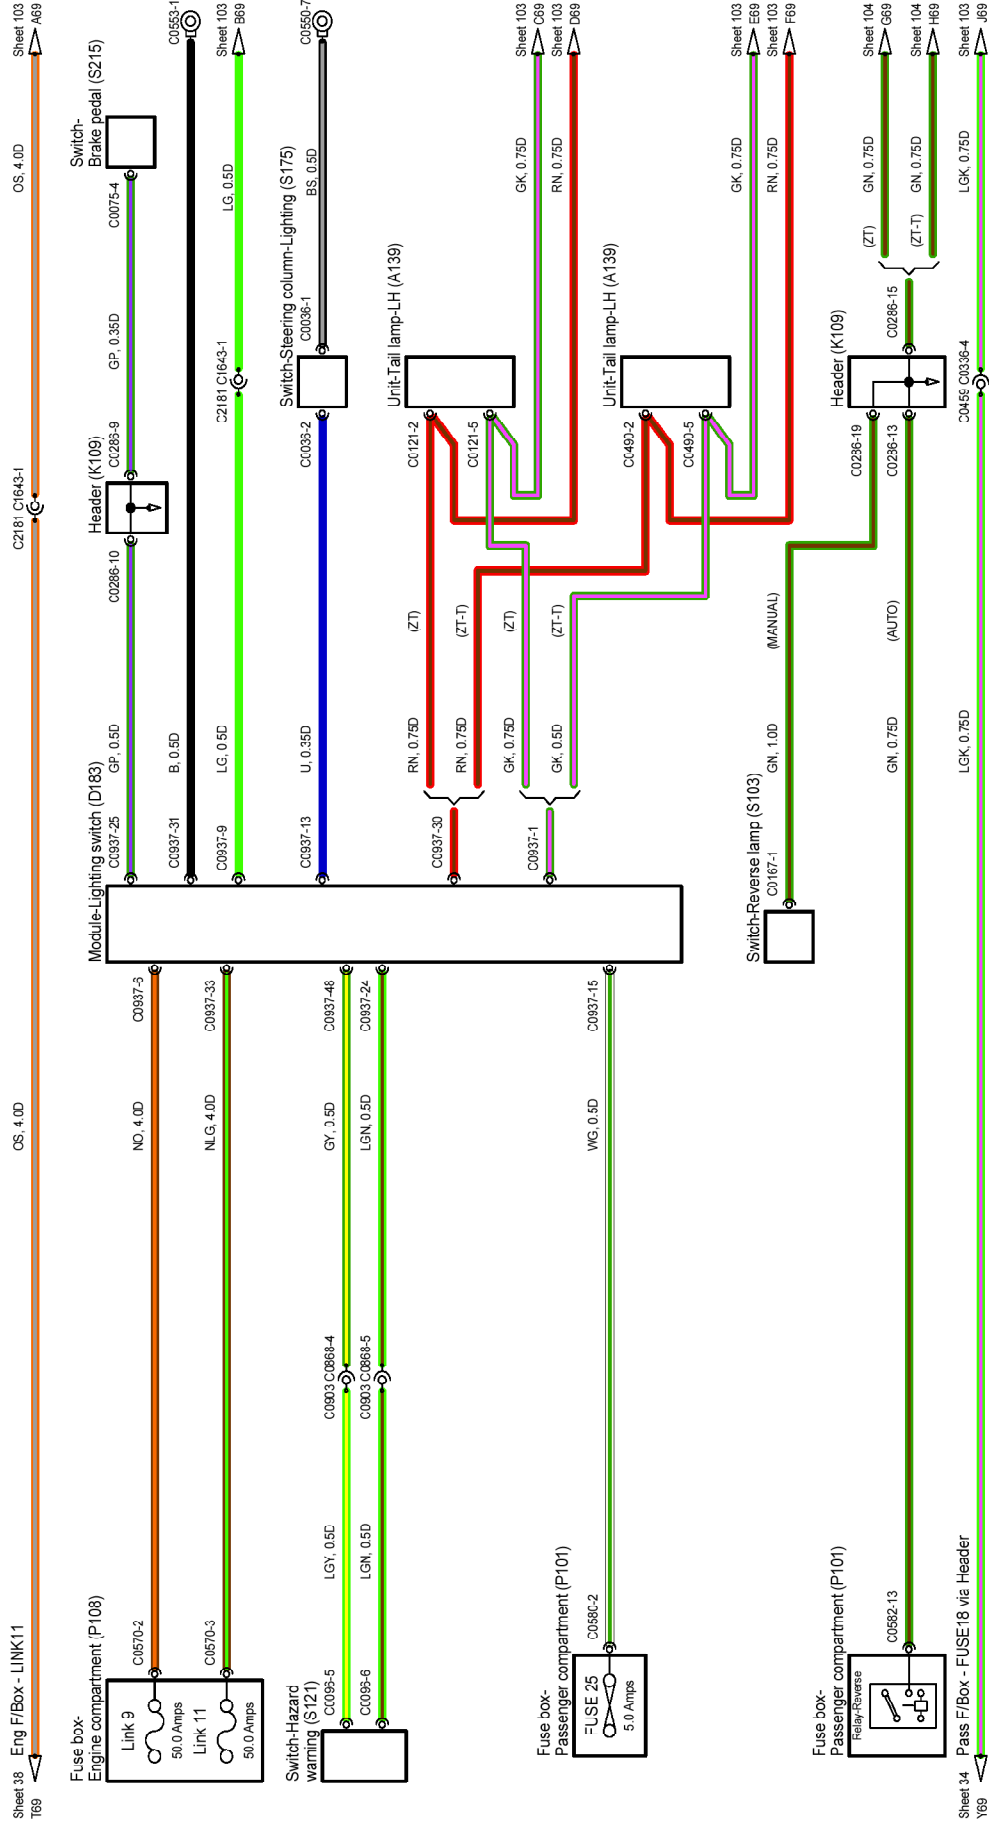 Sheet 38
T69
Eng F/Box - LINK11
OS, 4.0D
C2181 C1643-1
OS, 4.0D
Sheet 103
A69
Fuse box-
Engine compartment (P108)
Link 9
50.0 Amps
Link 11
50.0 Amps
C0570-2
NO, 4.0D
C0937-6
C0570-3
NLG, 4.0D
C0937-33
Module-Lighting switch (D183)
C0937-25
GP, 0.5D
C0286-10
Header (K109)
C0286-9
GP, 0.35D
C0075-4
Switch-
Brake pedal (S215)
C0937-31
B, 0.5D
C0553-1
C0937-9
LG, 0.5D
C2181 C1643-1
LG, 0.5D
Sheet 103
B69
Switch-Hazard
warning (S121)
C0096-5
LGY, 0.5D
C0903 C0868-4
GY, 0.5D
C0937-48
C0096-6
LGN, 0.5D
C0903 C0868-5
LGN, 0.5D
C0937-24
C0937-13
U, 0.35D
C0036-2
Switch-Steering column-Lighting (S175)
C0036-1
BS, 0.5D
C0550-7
C0937-30
RN, 0.75D
(ZT)
RN, 0.75D
(ZT-T)
C0937-1
GK, 0.75D
(ZT)
GK, 0.5D
(ZT-T)
Unit-Tail lamp-LH (A139)
C0121-2
C0121-5
GK, 0.75D
Sheet 103
C69
RN, 0.75D
Sheet 103
D69
Unit-Tail lamp-LH (A139)
C0490-2
C0490-5
GK, 0.75D
Sheet 103
E69
RN, 0.75D
Sheet 103
F69
Fuse box-
Passenger compartment (P101)
FUSE 25
5.0 Amps
C0580-2
WG, 0.5D
C0937-15
Switch-Reverse lamp (S103)
C0167-1
GN, 1.0D
(MANUAL)
C0286-19
Fuse box-
Passenger compartment (P101)
Relay-Reverse
C0582-13
GN, 0.75D
(AUTO)
C0286-13
Header (K109)
C0286-15
(ZT)
GN, 0.75D
Sheet 104
G69
(ZT-T)
GN, 0.75D
Sheet 104
H69
Sheet 34
Y69
Pass F/Box - FUSE18 via Header
LGK, 0.75D
C0459 C0336-4
LGK, 0.75D
Sheet 103
J69